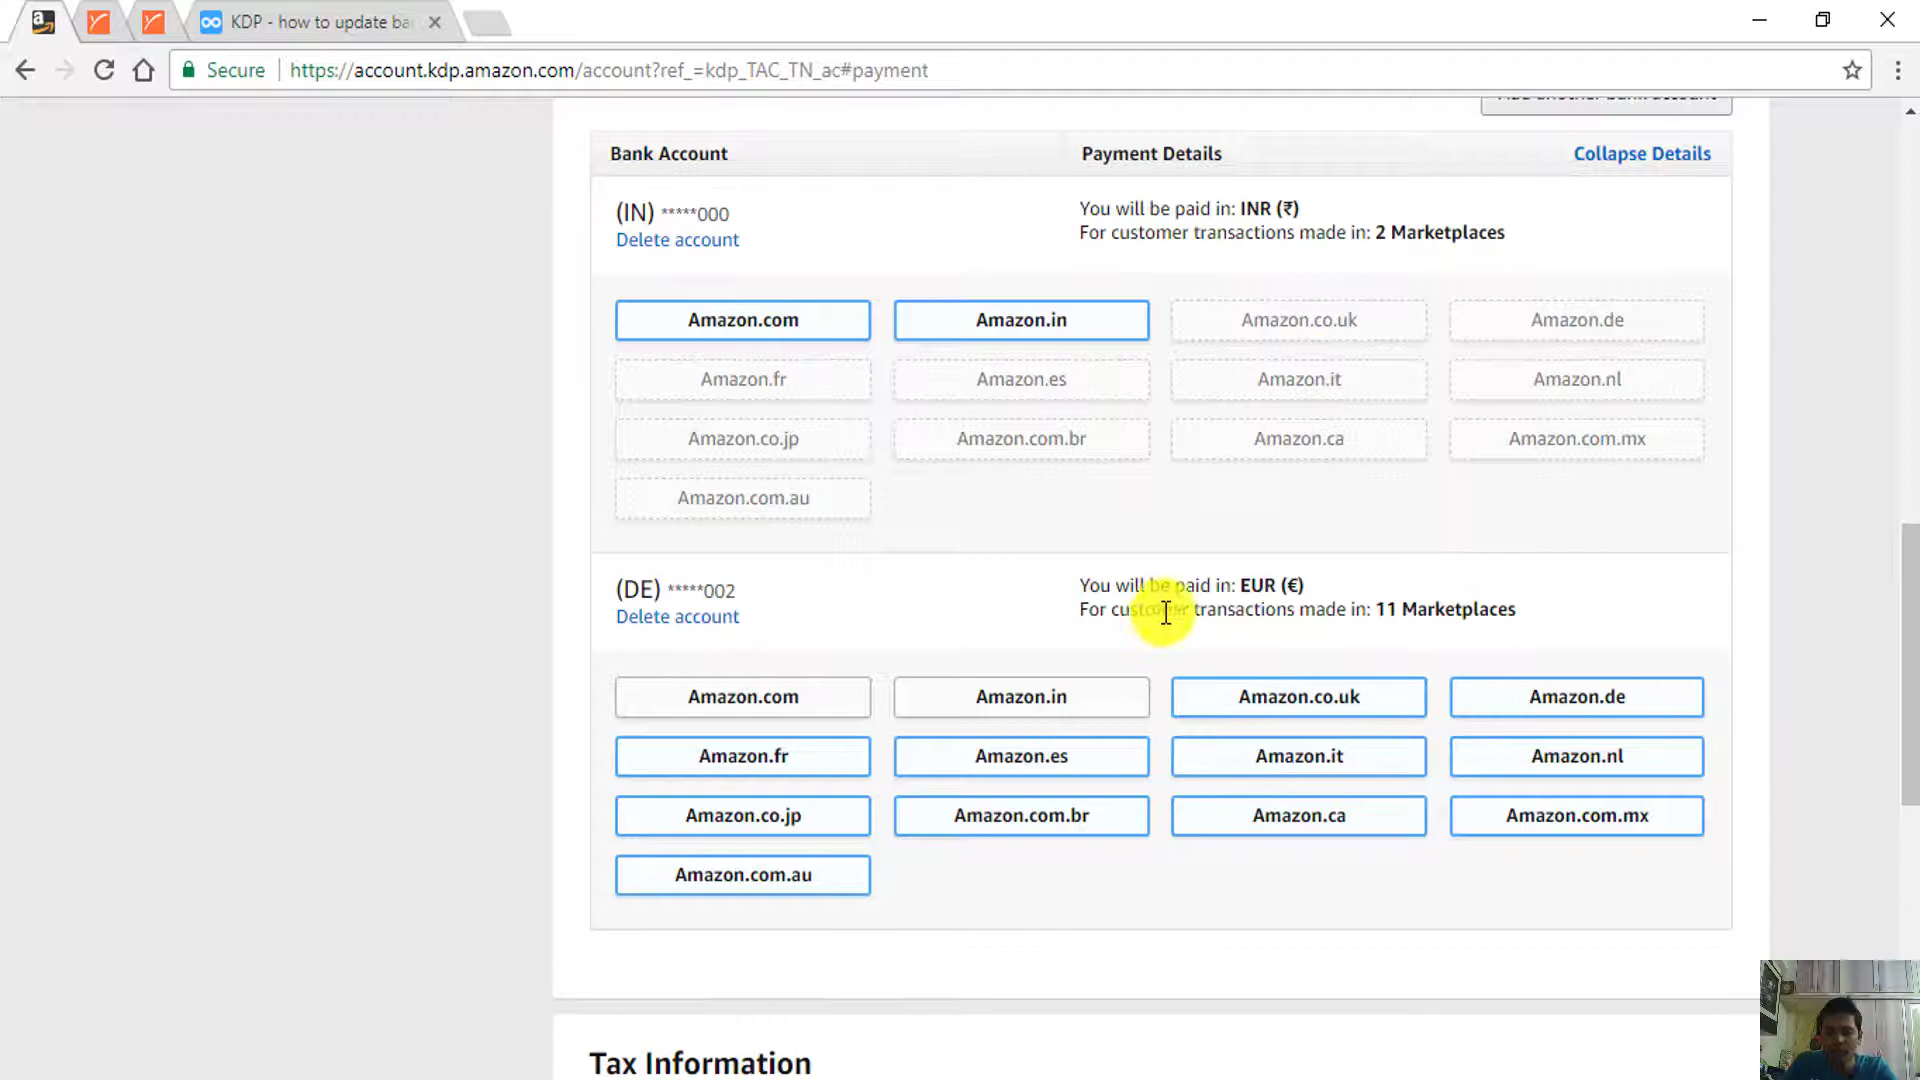 KDP - how to update ba
Secure
https://account.kdp.amazon.com/account?ref_=kdp_TAC_TN_ac#payment
Bank Account
Payment Details
Collapse Details
(IN) *****000
Delete account
You will be paid in: INR (₹)
For customer transactions made in: 2 Marketplaces
Amazon.com
Amazon.in
Amazon.co.uk
Amazon.de
Amazon.fr
Amazon.es
Amazon.it
Amazon.nl
Amazon.co.jp
Amazon.com.br
Amazon.ca
Amazon.com.mx
Amazon.com.au
(DE) *****002
Delete account
You will be paid in: EUR (€)
For customer transactions made in: 11 Marketplaces
Amazon.com
Amazon.in
Amazon.co.uk
Amazon.de
Amazon.fr
Amazon.es
Amazon.it
Amazon.nl
Amazon.co.jp
Amazon.com.br
Amazon.ca
Amazon.com.mx
Amazon.com.au
Tax Information